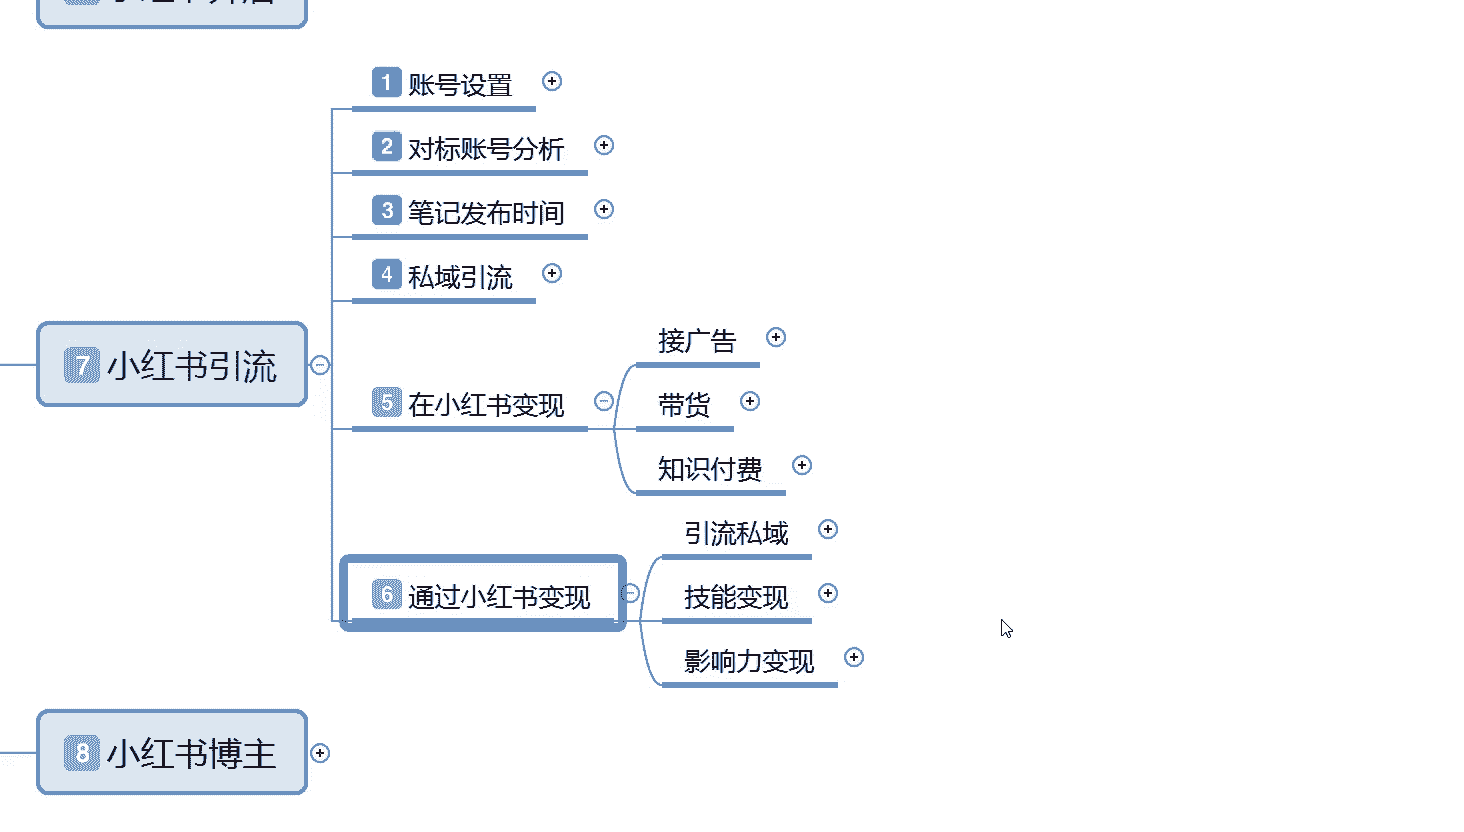 1 账号设置
2 对标账号分析
3 笔记发布时间
4 私域引流
7 小红书引流
5 在小红书变现
接广告
带货
知识付费
6 通过小红书变现
引流私域
技能变现
影响力变现
8 小红书博主